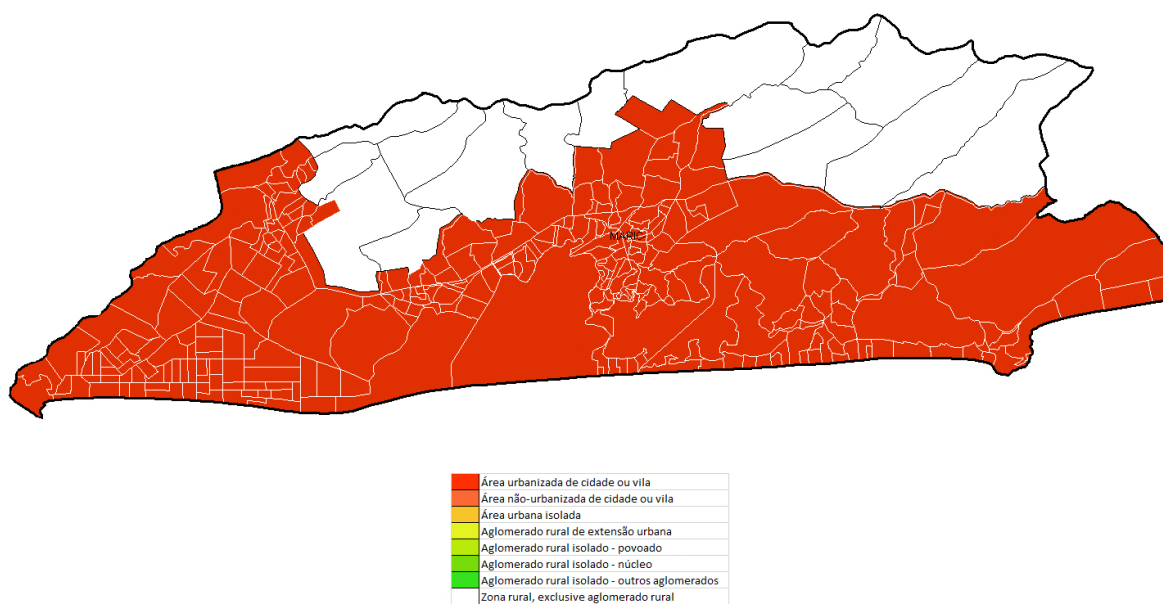 MARIC
Área urbanizada de cidade ou vila
Área não-urbanizada de cidade ou vila
Área urbana isolada
Aglomerado rural de extensão urbana
Aglomerado rural isolado - povoado
Aglomerado rural isolado - núcleo
Aglomerado rural isolado - outros aglomerados
Zona rural, exclusive aglomerado rural